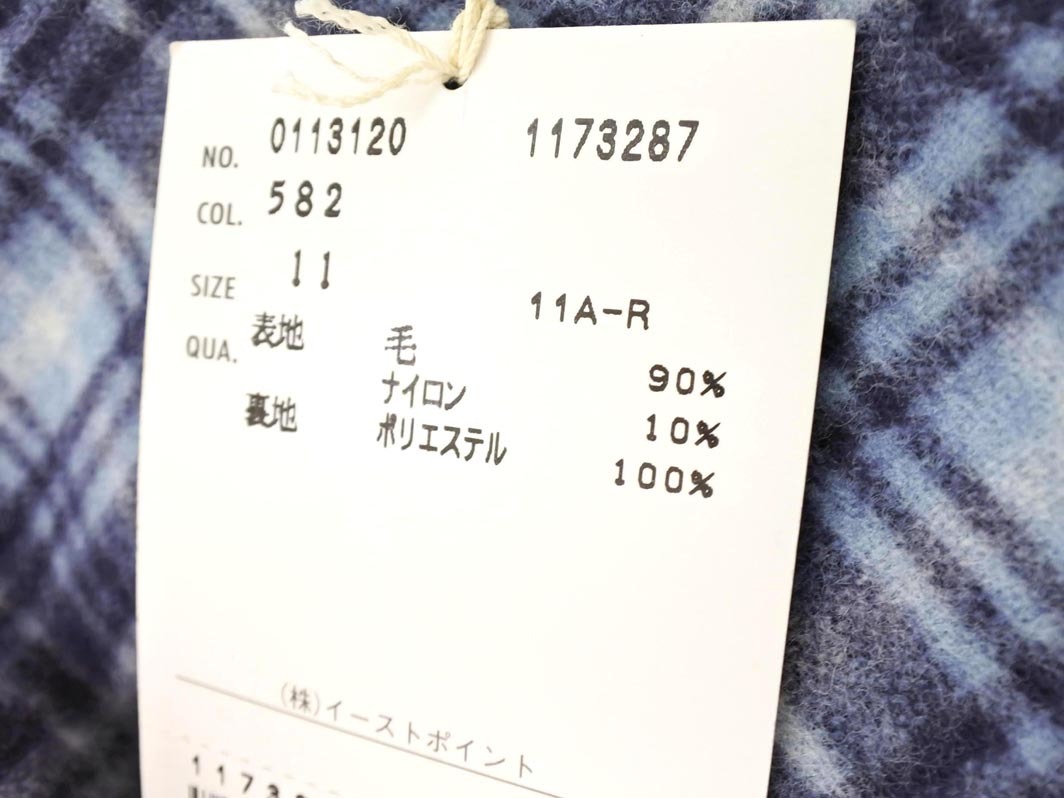 NO. 0113120 1173287
COL. 582
SIZE 11
11A-R
QUA. 表地 毛 90%
ナイロン 10%
裏地 ポリエステル 100%
(株)イーストポイント
1173